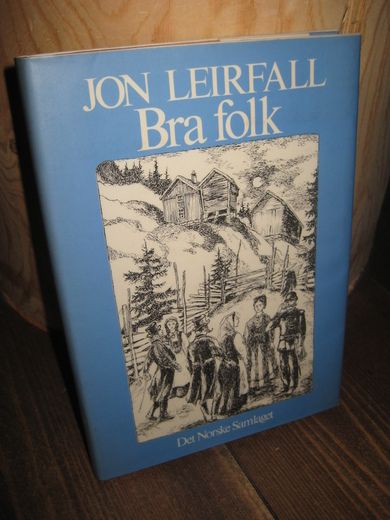 JON LEIRFALL
Bra folk
Det Norske Samlaget